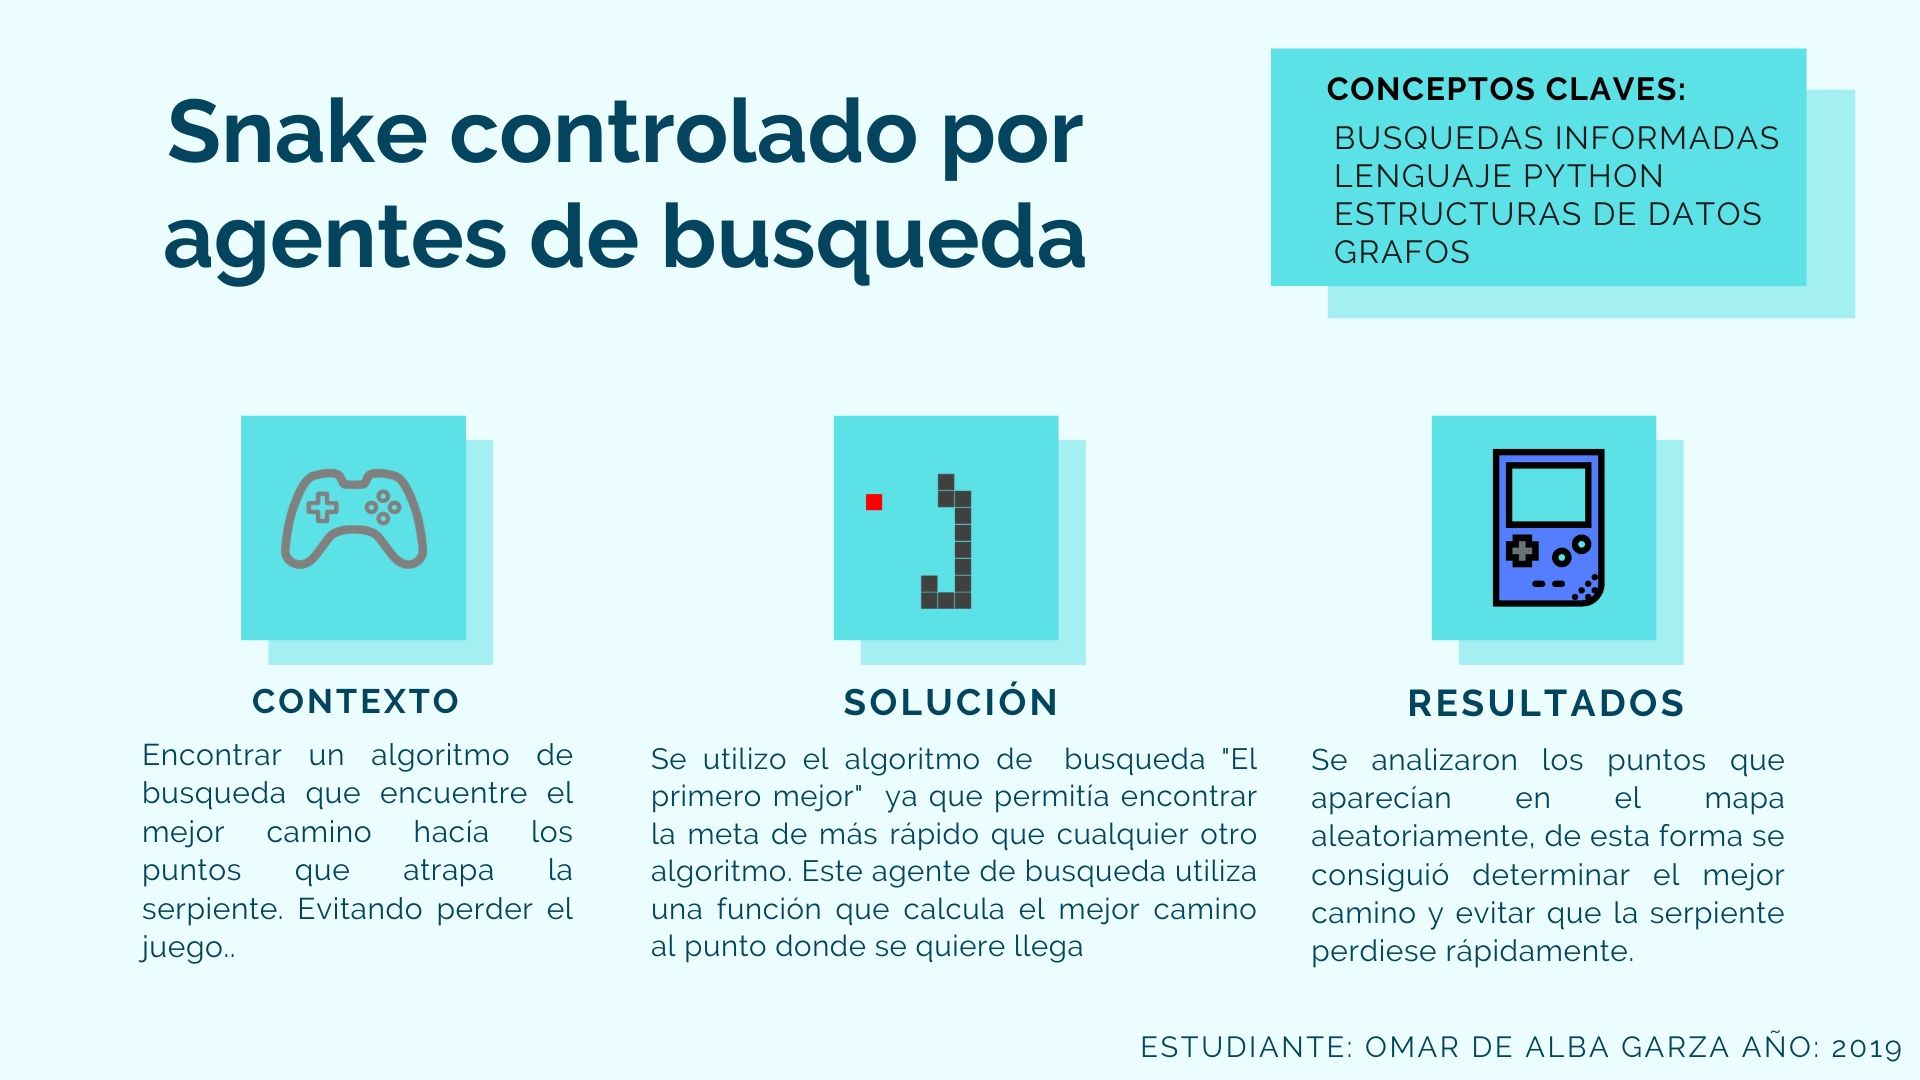 Snake controlado por
agentes de busqueda
CONCEPTOS CLAVES:
BUSQUEDAS INFORMADAS
LENGUAJE PYTHON
ESTRUCTURAS DE DATOS
GRAFOS
CONTEXTO
Encontrar un algoritmo de
busqueda que encuentre el
mejor camino hacía los
puntos que atrapa la
serpiente. Evitando perder el
juego..
SOLUCIÓN
Se utilizo el algoritmo de busqueda "El
primero mejor" ya que permitía encontrar
la meta de más rápido que cualquier otro
algoritmo. Este agente de busqueda utiliza
una función que calcula el mejor camino
al punto donde se quiere llega
RESULTADOS
Se analizaron los puntos que
aparecían en el mapa
aleatoriamente, de esta forma se
consiguió determinar el mejor
camino y evitar que la serpiente
perdiese rápidamente.
ESTUDIANTE: OMAR DE ALBA GARZA AÑO: 2019